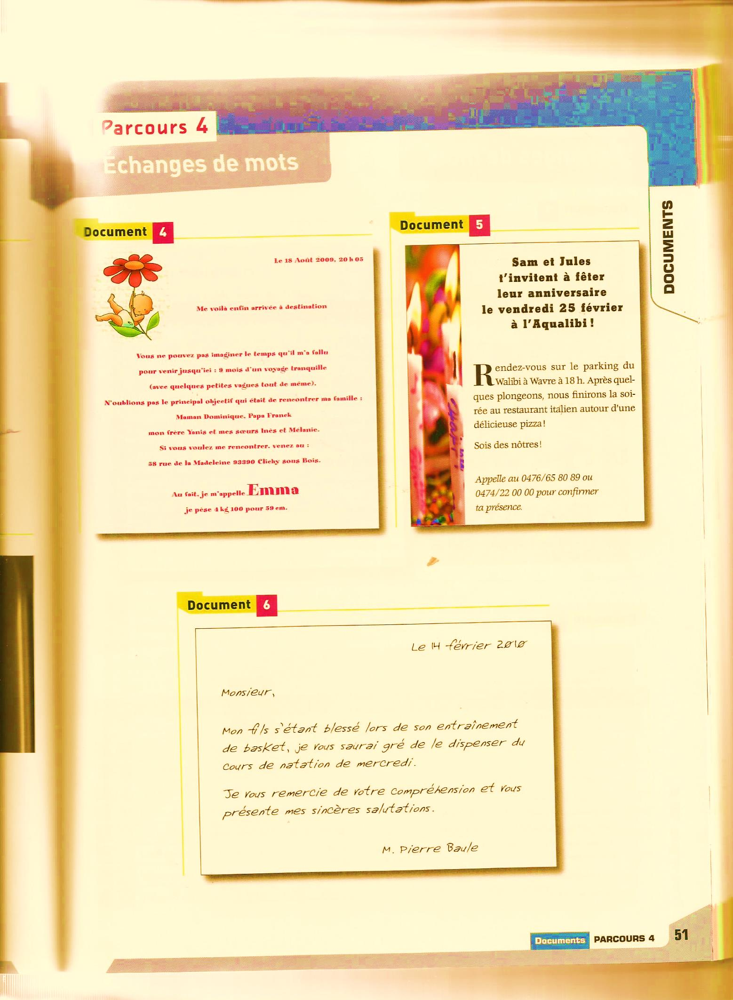 Parcours 4
Échanges de mots
DOCUMENTS
Document 4
Le 18 Août 2009, 20 h 05
Me voilà enfin arrivée à destination
Vous ne pouvez pas imaginer le temps qu'il m'a fallu
pour venir jusqu'ici : 9 mois d'un voyage tranquille
(avec quelques petites vagues tout de même).
N'oublions pas le principal objectif qui était de rencontrer ma famille :
Maman Dominique, Papa Franck
mon frère Yanis et mes sœurs Inès et Mélanie.
Si vous voulez me rencontrer, venez au :
58 rue de la Madeleine 93390 Clichy sous Bois.
Au fait, je m'appelle Emma
je pèse 4 kg 100 pour 59 cm.
Document 5
Sam et Jules
t'invitent à fêter
leur anniversaire
le vendredi 25 février
à l'Aqualibi !
Rendez-vous sur le parking du
Walibi à Wavre à 18 h. Après quel-
ques plongeons, nous finirons la soi-
rée au restaurant italien autour d'une
délicieuse pizza !
Sois des nôtres !
Appelle au 0476/65 80 89 ou
0474/22 00 00 pour confirmer
ta présence.
Document 6
Le 14 février 2010
Monsieur,
Mon fils s'étant blessé lors de son entraînement
de basket, je vous saurai gré de le dispenser du
cours de natation de mercredi.
Je vous remercie de votre compréhension et vous
présente mes sincères salutations.
M. Pierre Baule
Documents PARCOURS 4 51